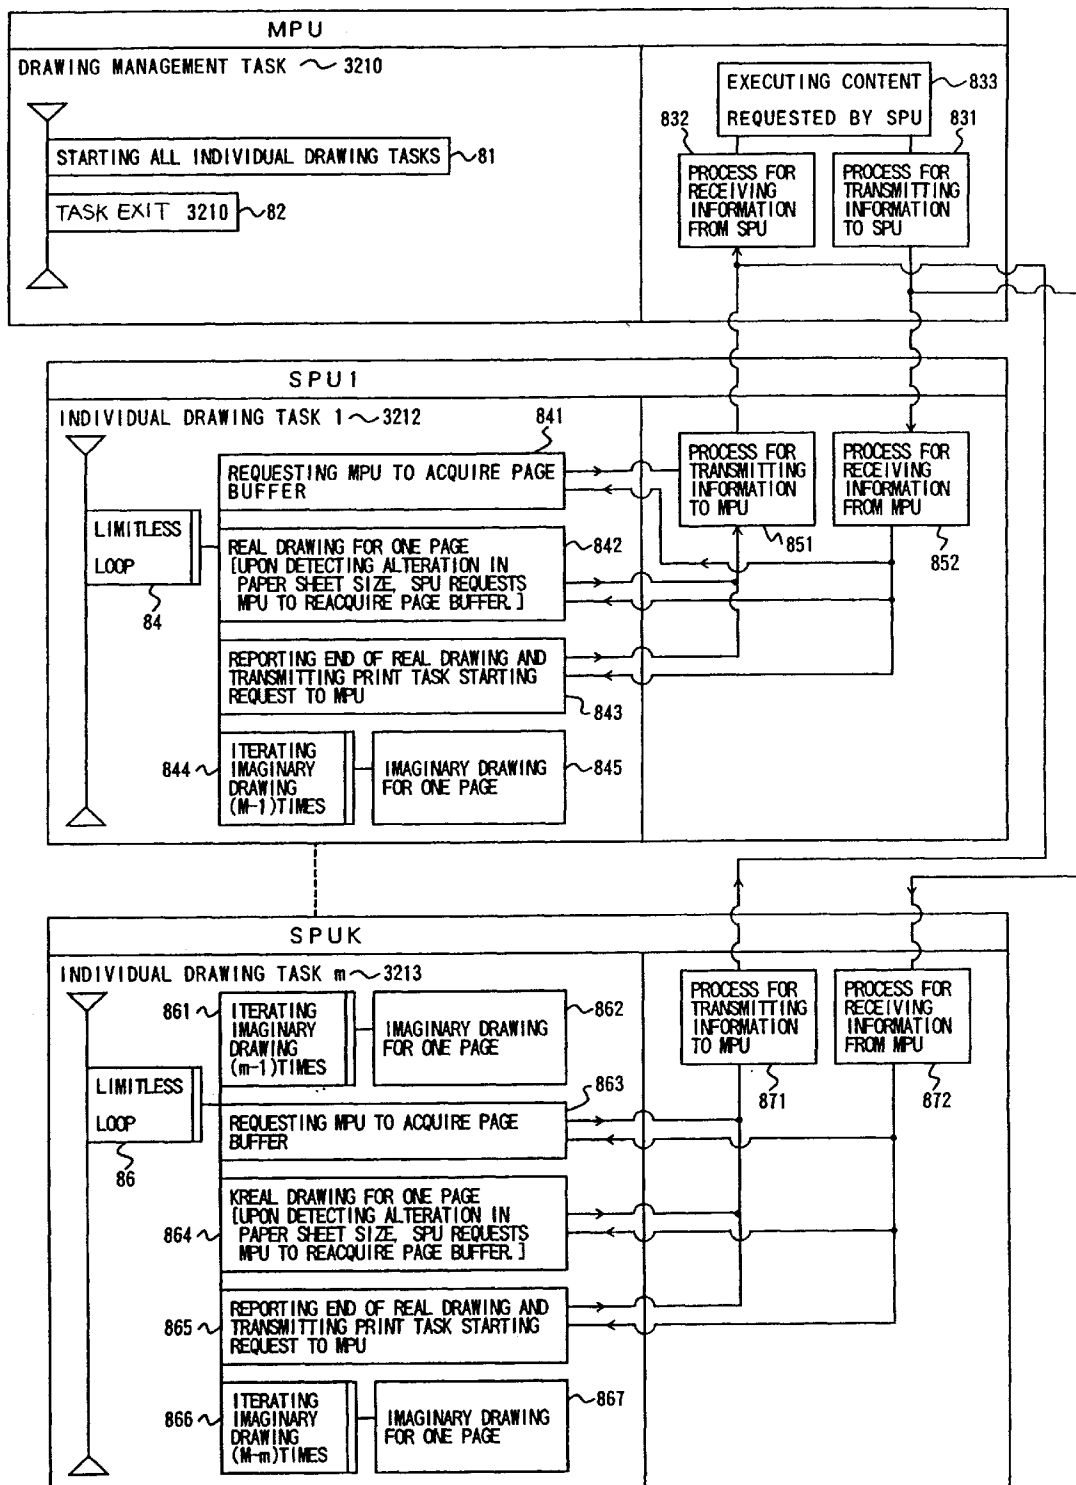 MPU
DRAWING MANAGEMENT TASK 3210
STARTING ALL INDIVIDUAL DRAWING TASKS 81
TASK EXIT 3210 82
EXECUTING CONTENT
REQUESTED BY SPU
833
832
831
PROCESS FOR
RECEIVING
INFORMATION
FROM SPU
PROCESS FOR
TRANSMITTING
INFORMATION
TO SPU
SPU1
INDIVIDUAL DRAWING TASK 1 3212
841
REQUESTING MPU TO ACQUIRE PAGE
BUFFER
LIMITLESS
LOOP
84
REAL DRAWING FOR ONE PAGE
[UPON DETECTING ALTERATION IN
PAPER SHEET SIZE, SPU REQUESTS
MPU TO REACQUIRE PAGE BUFFER.]
842
REPORTING END OF REAL DRAWING AND
TRANSMITTING PRINT TASK STARTING
REQUEST TO MPU
843
844
ITERATING
IMAGINARY
DRAWING
(M-1)TIMES
IMAGINARY DRAWING
FOR ONE PAGE
845
PROCESS FOR
TRANSMITTING
INFORMATION
TO MPU
851
PROCESS FOR
RECEIVING
INFORMATION
FROM MPU
852
SPUK
INDIVIDUAL DRAWING TASK m 3213
861
ITERATING
IMAGINARY
DRAWING
(m-1)TIMES
IMAGINARY DRAWING
FOR ONE PAGE
862
LIMITLESS
LOOP
86
863
REQUESTING MPU TO ACQUIRE PAGE
BUFFER
864
KREAL DRAWING FOR ONE PAGE
[UPON DETECTING ALTERATION IN
PAPER SHEET SIZE, SPU REQUESTS
MPU TO REACQUIRE PAGE BUFFER.]
865
REPORTING END OF REAL DRAWING AND
TRANSMITTING PRINT TASK STARTING
REQUEST TO MPU
866
ITERATING
IMAGINARY
DRAWING
(M-m)TIMES
IMAGINARY DRAWING
FOR ONE PAGE
867
PROCESS FOR
TRANSMITTING
INFORMATION
TO MPU
871
PROCESS FOR
RECEIVING
INFORMATION
FROM MPU
872